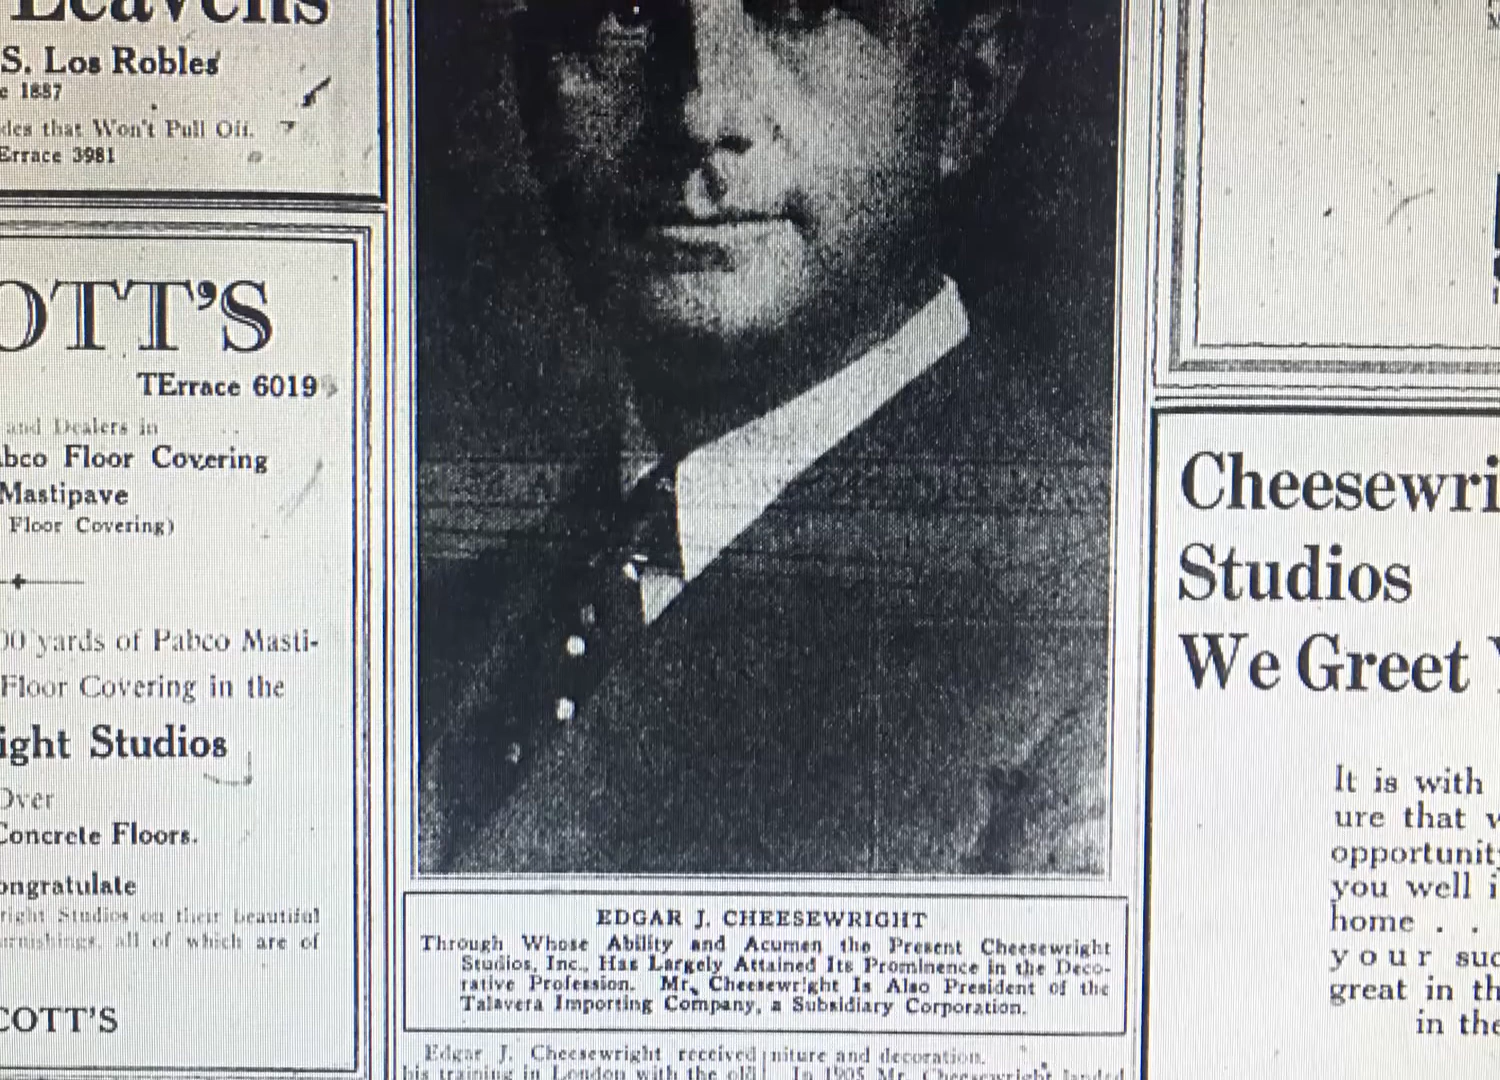 Leavens
S. Los Robles
1887
des that Won't Pull Off.
Errace 3981
OTT'S
TErrace 6019
and Dealers in
abco Floor Covering
Mastipave
Floor Covering)
00 yards of Pabco Masti-
Floor Covering in the
ight Studios
Over
Concrete Floors.
ongratulate
right Studios on their beautiful
urnishings, all of which are of
COTT'S
EDGAR J. CHEESEWRIGHT
Through Whose Ability and Acumen the Present Cheesewright
Studios, Inc., Has Largely Attained Its Prominence in the Deco-
rative Profession. Mr. Cheesewright Is Also President of the
Talavera Importing Company, a Subsidiary Corporation.
Edgar J. Cheesewright received
his training in London with the old
niture and decoration.
In 1905 Mr. Cheesewright landed
Cheesewri
Studios
We Greet
It is with
ure that w
opportunit
you well i
home . .
your suc
great in th
in the